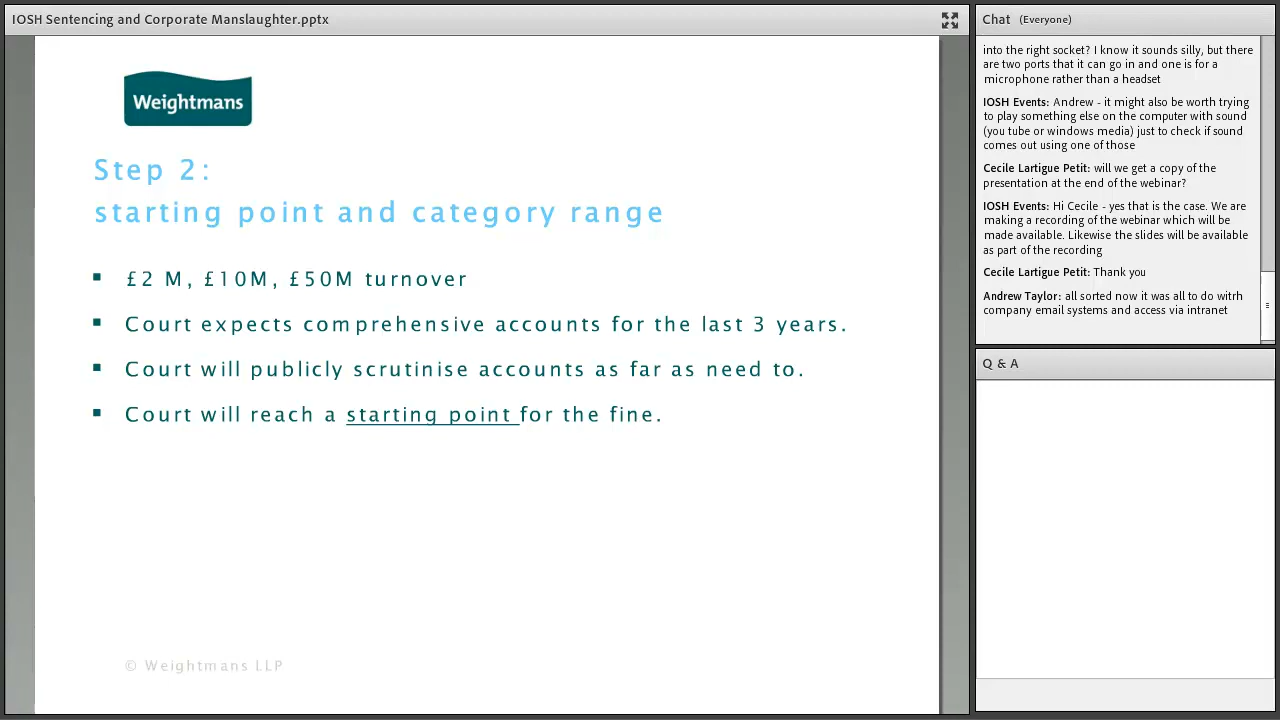 IOSH Sentencing and Corporate Manslaughter.pptx
Weightmans
Step 2:
starting point and category range
£2 M, £10M, £50M turnover
Court expects comprehensive accounts for the last 3 years.
Court will publicly scrutinise accounts as far as need to.
Court will reach a starting point for the fine.
© Weightmans LLP
Chat (Everyone)
into the right socket? I know it sounds silly, but there
are two ports that it can go in and one is for a
microphone rather than a headset
IOSH Events: Andrew - it might also be worth trying
to play something else on the computer with sound
(you tube or windows media) just to check if sound
comes out using one of those
Cecile Lartigue Petit: will we get a copy of the
presentation at the end of the webinar?
IOSH Events: Hi Cecile - yes that is the case. We are
making a recording of the webinar which will be
made available. Likewise the slides will be available
as part of the recording
Cecile Lartigue Petit: Thank you
Andrew Taylor: all sorted now it was all to do witrh
company email systems and access via intranet
Q & A